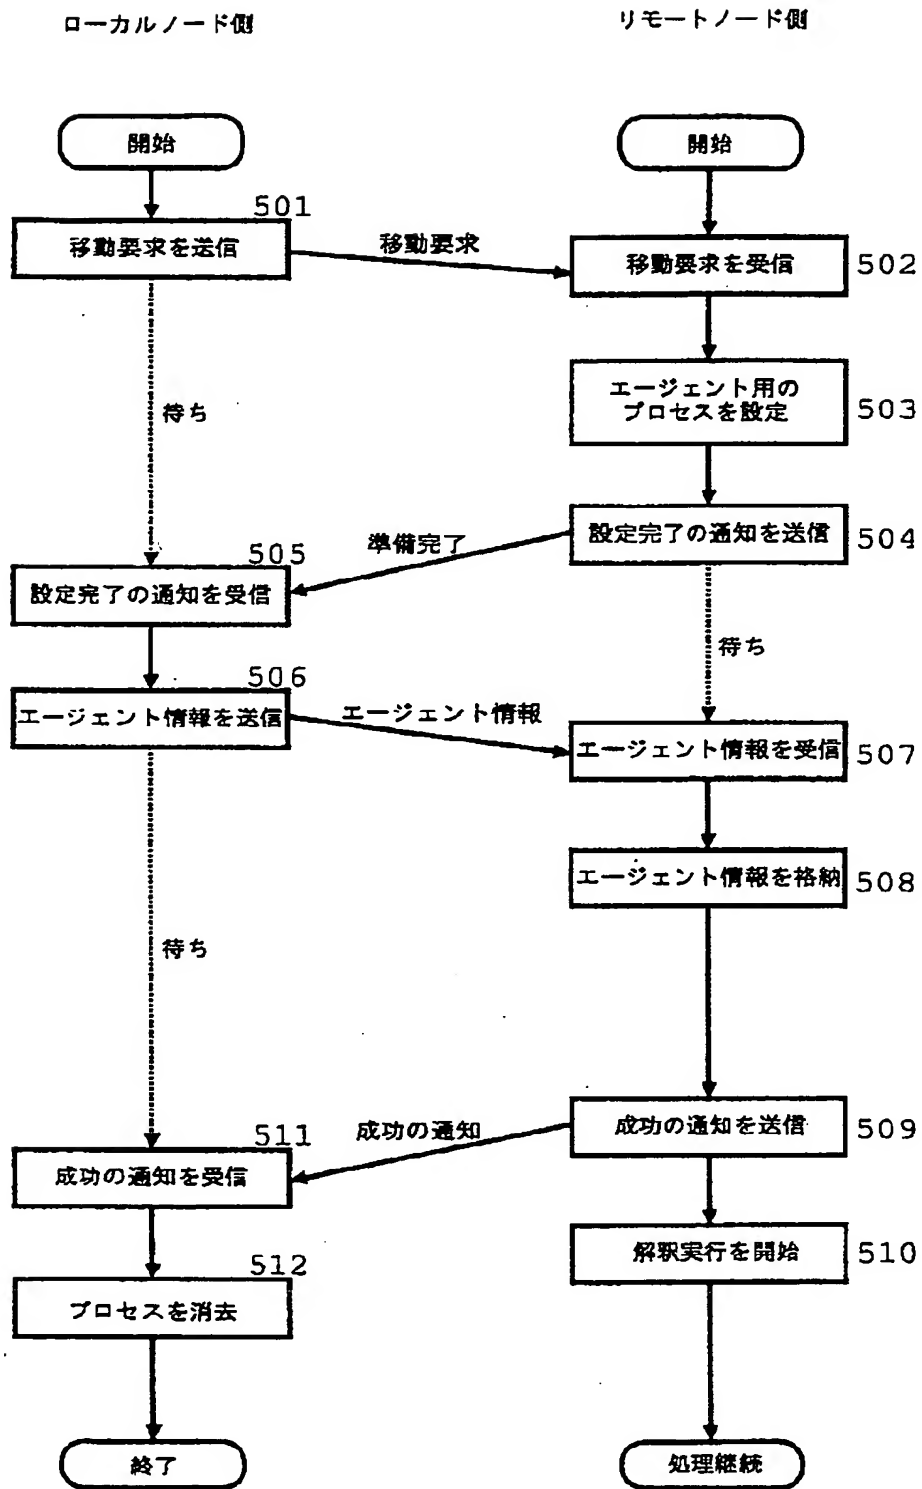 ローカルノード側
リモートノード側
開始
開始
501
移動要求を送信
移動要求
移動要求を受信
502
エージェント用の
プロセスを設定
503
待ち
設定完了の通知を送信
504
準備完了
505
設定完了の通知を受信
待ち
506
エージェント情報を送信
エージェント情報
エージェント情報を受信
507
エージェント情報を格納
508
待ち
成功の通知を送信
509
成功の通知
511
成功の通知を受信
解釈実行を開始
510
512
プロセスを消去
終了
処理継続